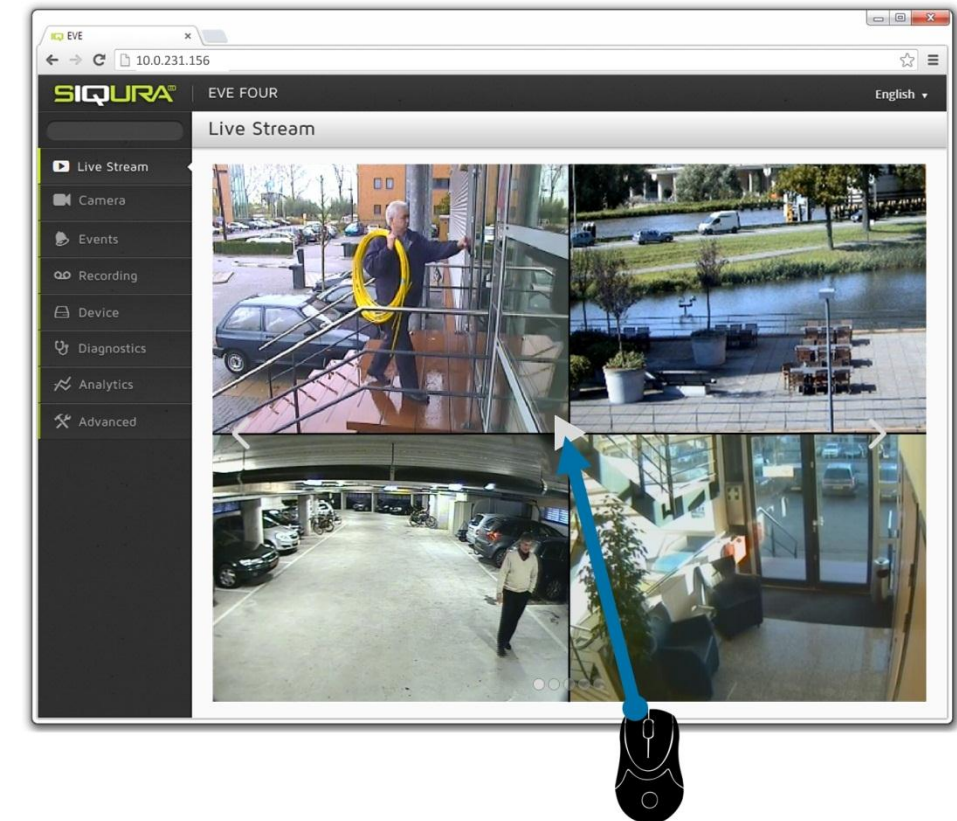 EVE
10.0.231.156
SIQURA
EVE FOUR
English
Live Stream
Live Stream
Camera
Events
Recording
Device
Diagnostics
Analytics
Advanced